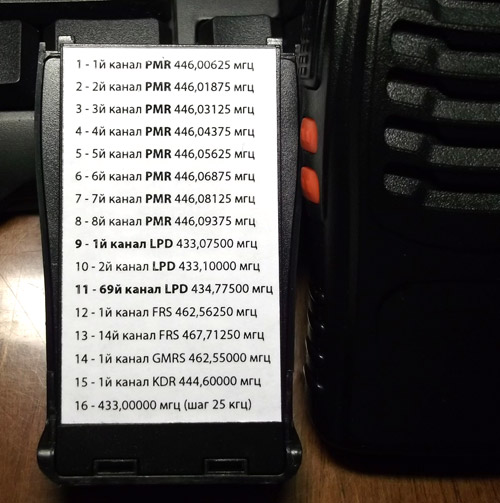 1 - 1й канал PMR 446,00625 мгц
2 - 2й канал PMR 446,01875 мгц
3 - 3й канал PMR 446,03125 мгц
4 - 4й канал PMR 446,04375 мгц
5 - 5й канал PMR 446,05625 мгц
6 - 6й канал PMR 446,06875 мгц
7 - 7й канал PMR 446,08125 мгц
8 - 8й канал PMR 446,09375 мгц
9 - 1й канал LPD 433,07500 мгц
10 - 2й канал LPD 433,10000 мгц
11 - 69й канал LPD 434,77500 мгц
12 - 1й канал FRS 462,56250 мгц
13 - 14й канал FRS 467,71250 мгц
14 - 1й канал GMRS 462,55000 мгц
15 - 1й канал KDR 444,60000 мгц
16 - 433,00000 мгц (шаг 25 кгц)